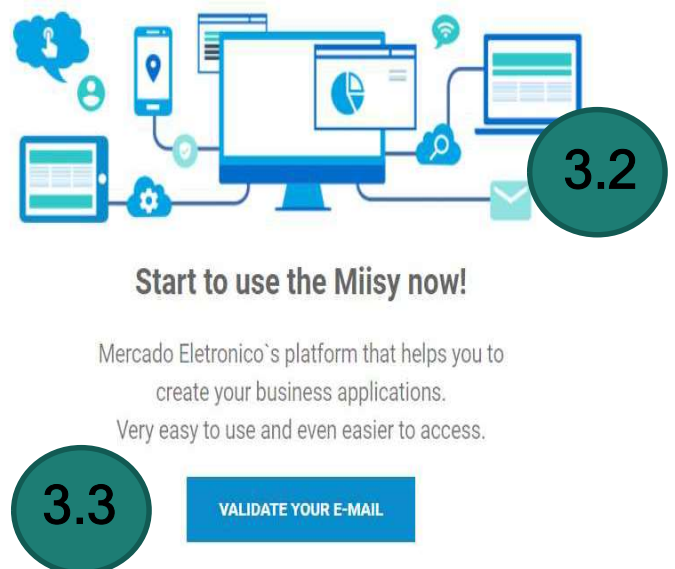 3.2
Start to use the Miisy now!
Mercado Eletronico`s platform that helps you to
create your business applications.
Very easy to use and even easier to access.
3.3
VALIDATE YOUR E-MAIL